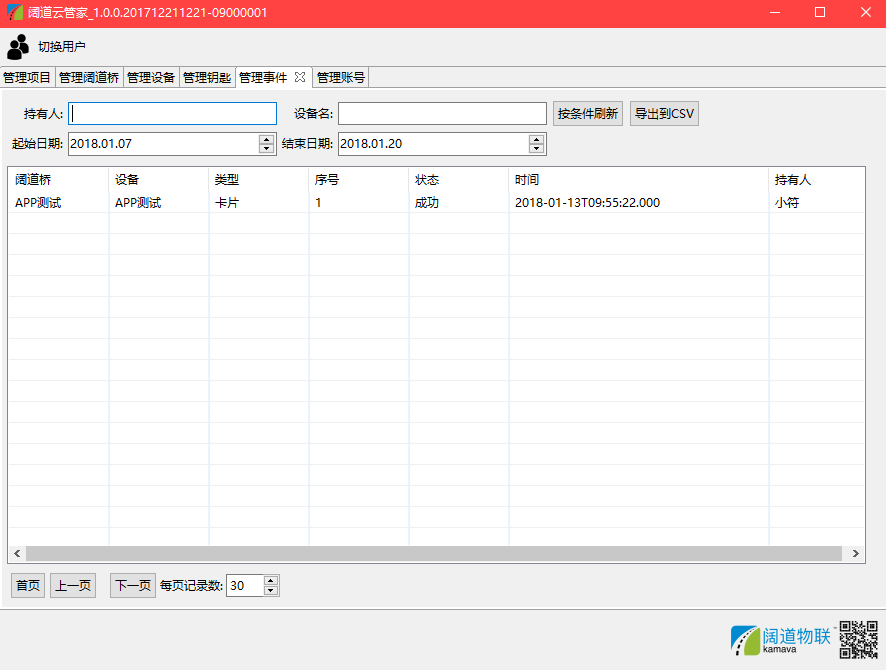 阔道云管家_1.0.0.201712211221-09000001
切换用户
管理项目 管理阔道桥 管理设备 管理钥匙 管理事件 管理账号
持有人: 设备名: 按条件刷新 导出到CSV
起始日期: 2018.01.07 结束日期: 2018.01.20
阔道桥 设备 类型 序号 状态 时间 持有人
APP测试 APP测试 卡片 1 成功 2018-01-13T09:55:22.000 小符
首页 上一页 下一页 每页记录数: 30
阔道物联
kamava